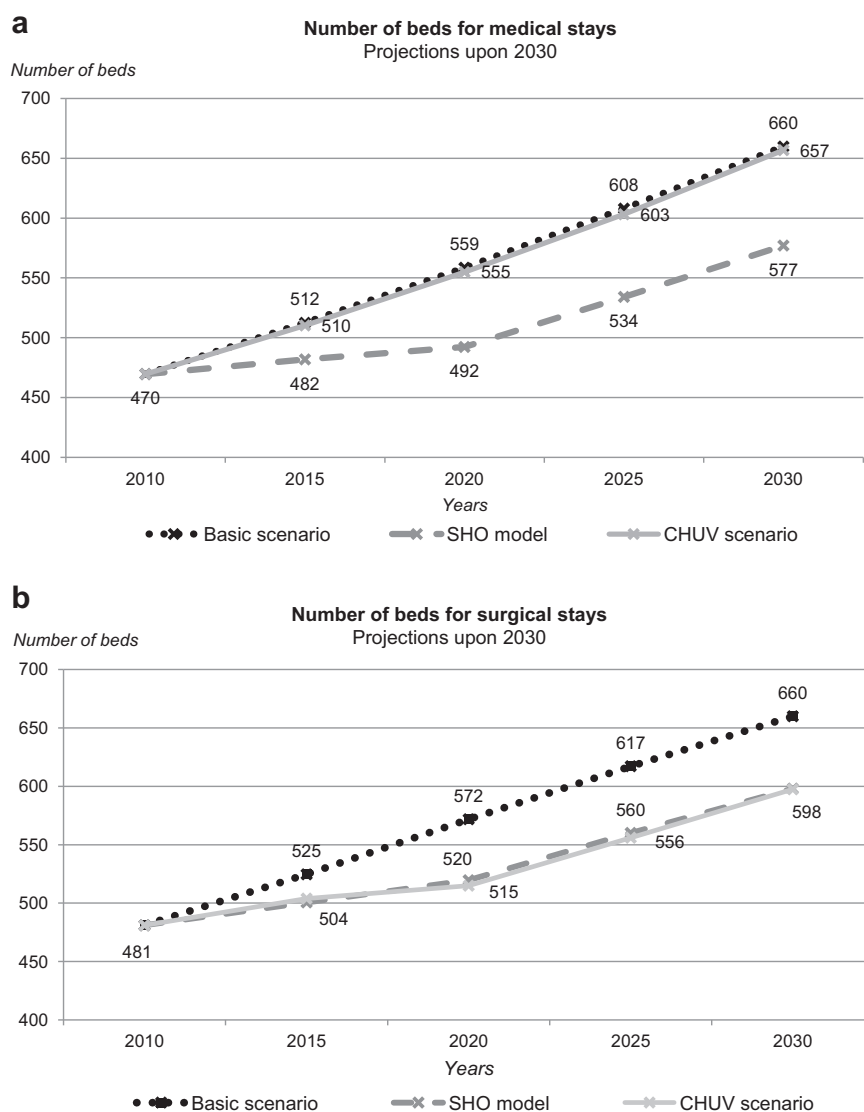 a
Number of beds for medical stays
Projections upon 2030
Number of beds
700
660
650
657
608
600
603
559
550
555
577
512
534
500
510
492
482
450
470
400
2010 2015 2020 2025 2030
Years
Basic scenario SHO model CHUV scenario
b
Number of beds for surgical stays
Projections upon 2030
Number of beds
700
660
650
617
600
572
560
598
550
525
556
520
500
515
504
481
450
400
2010 2015 2020 2025 2030
Years
Basic scenario SHO model CHUV scenario